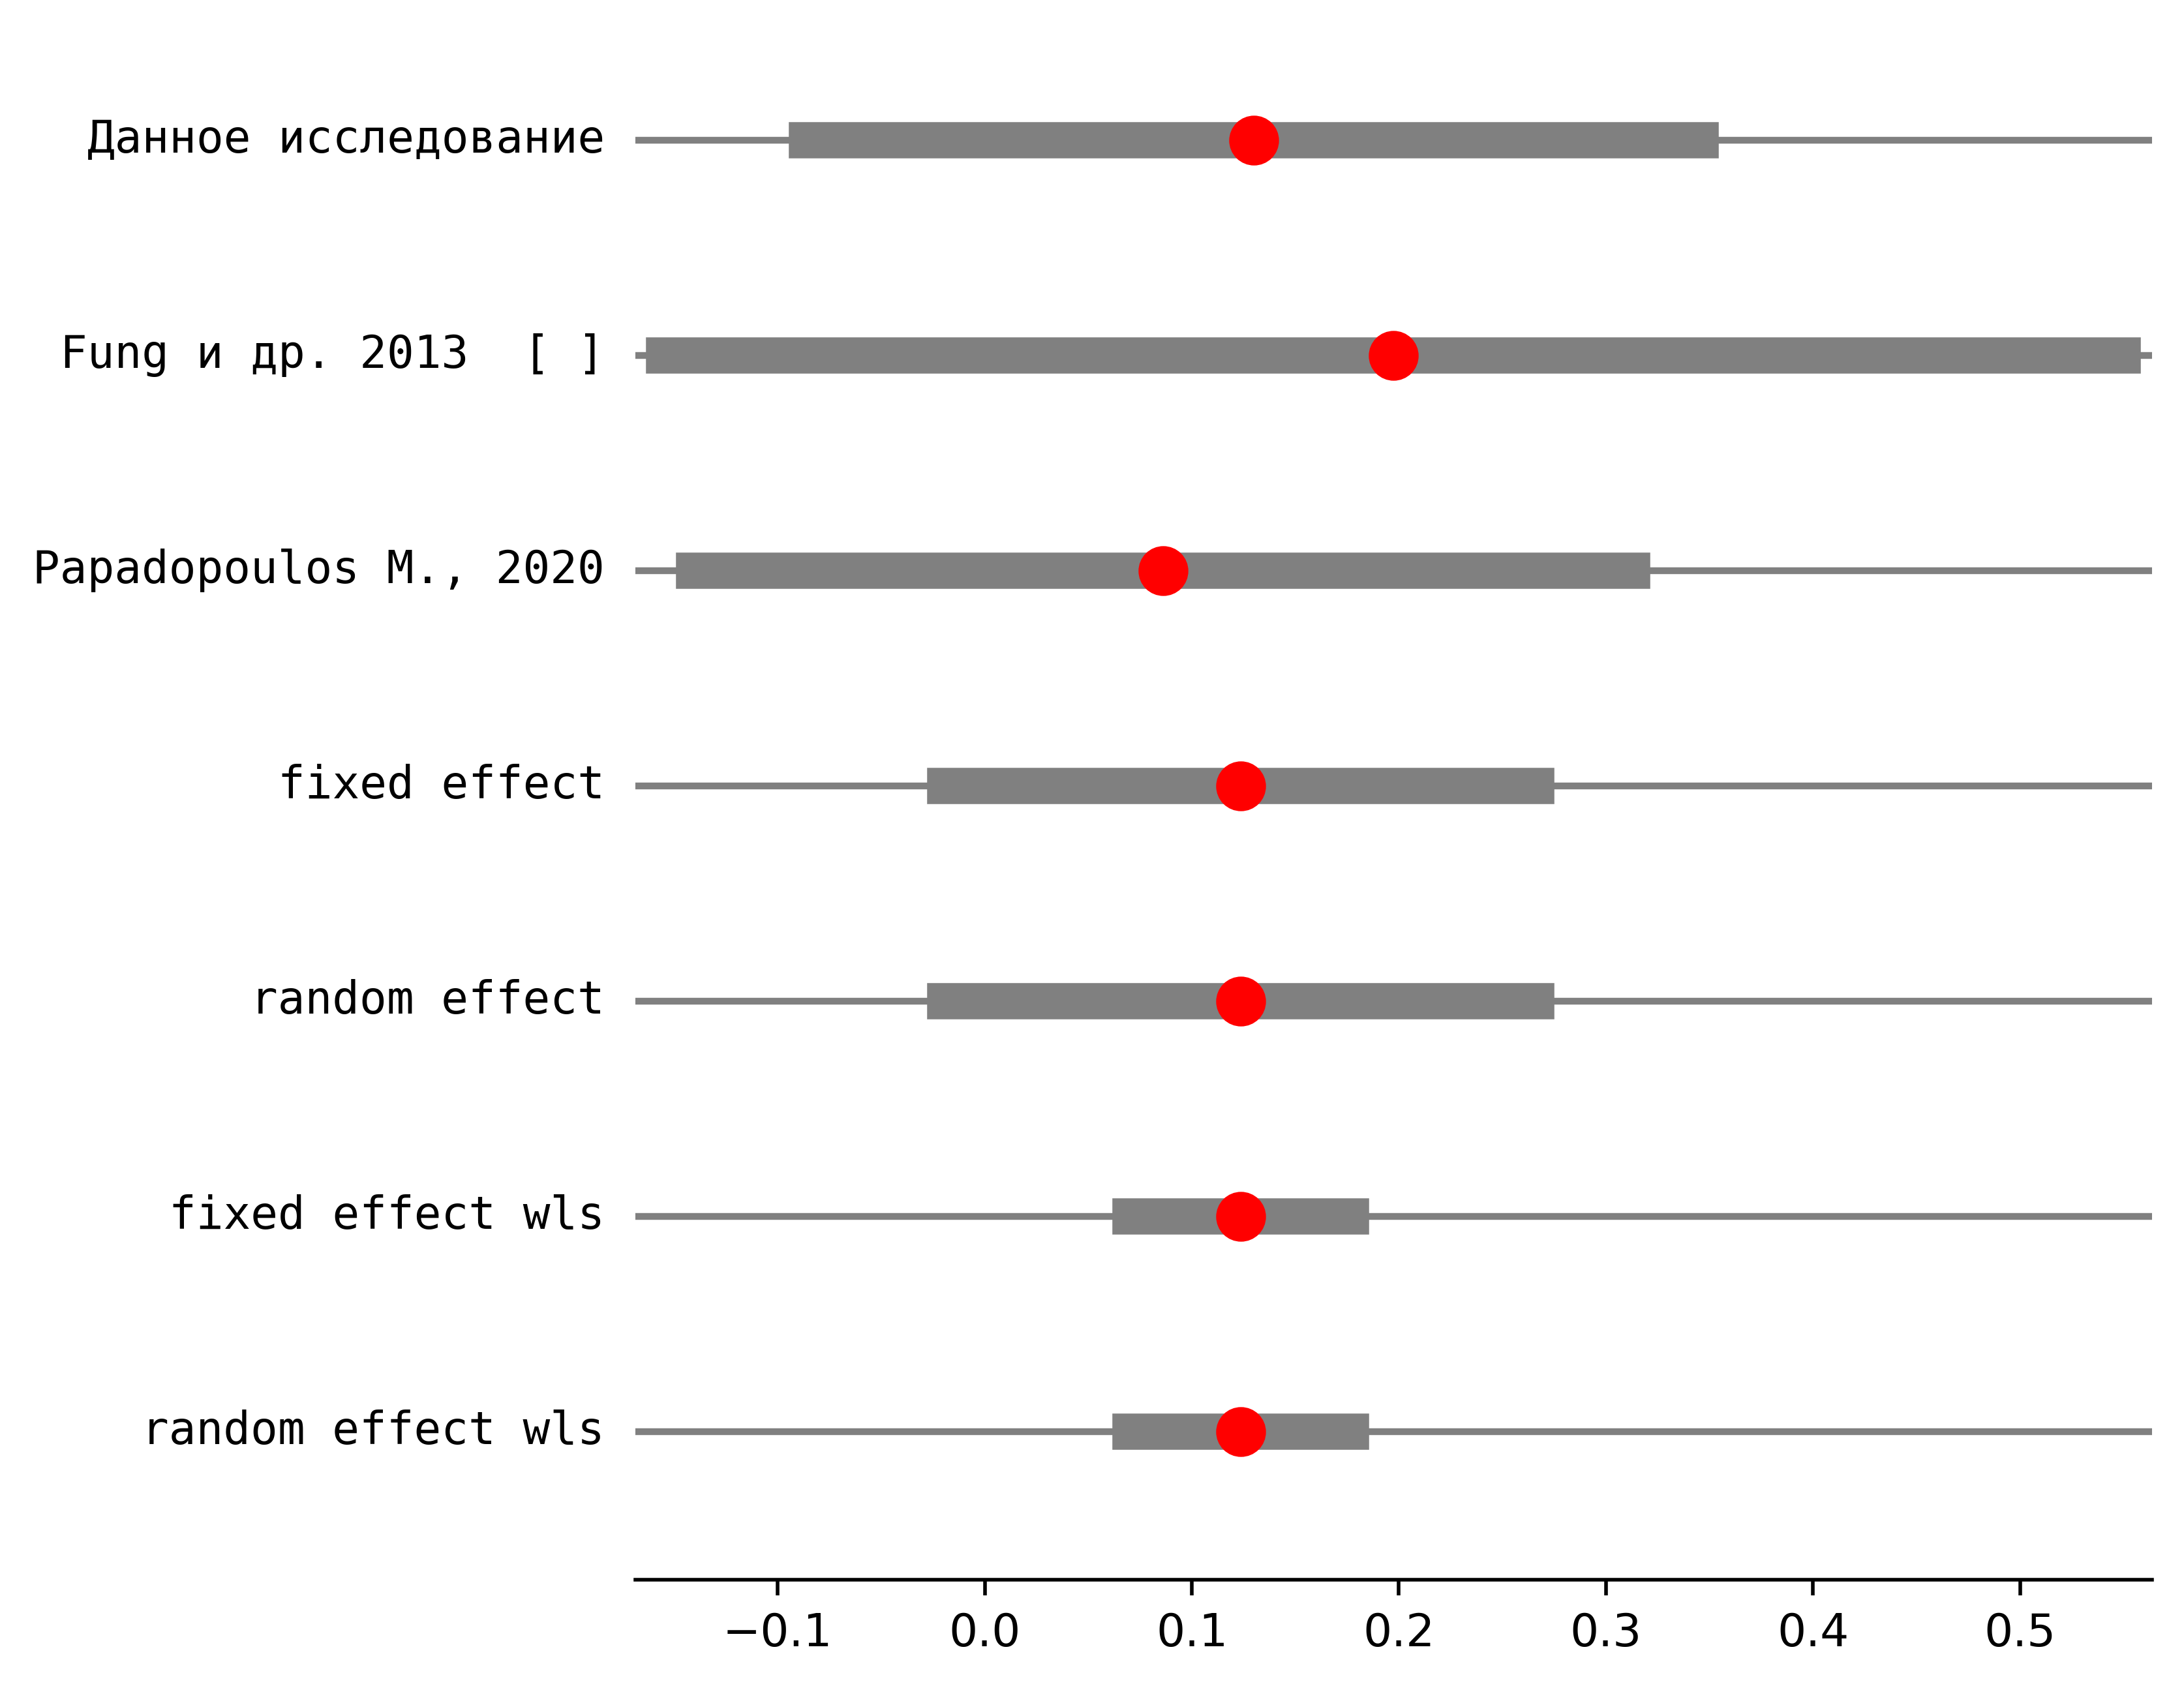 Данное исследование
Fung и др. 2013  [ ]
Papadopoulos M., 2020
fixed effect
random effect
fixed effect wls
random effect wls
−0.1 0.0 0.1 0.2 0.3 0.4 0.5